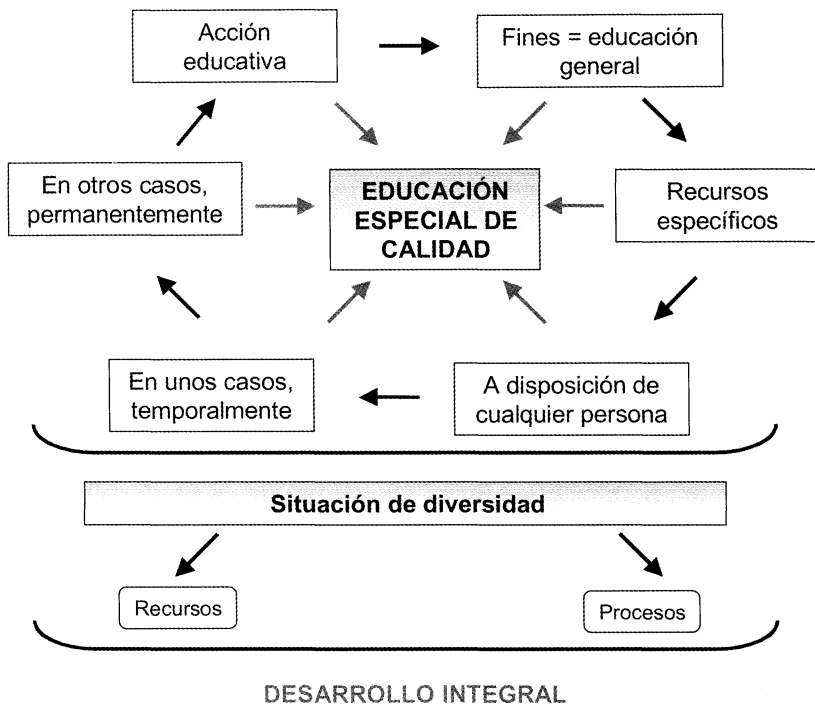 Acción
educativa
Fines = educación
general
En otros casos,
permanentemente
EDUCACIÓN
ESPECIAL DE
CALIDAD
Recursos
específicos
En unos casos,
temporalmente
A disposición de
cualquier persona
Situación de diversidad
Recursos
Procesos
DESARROLLO INTEGRAL